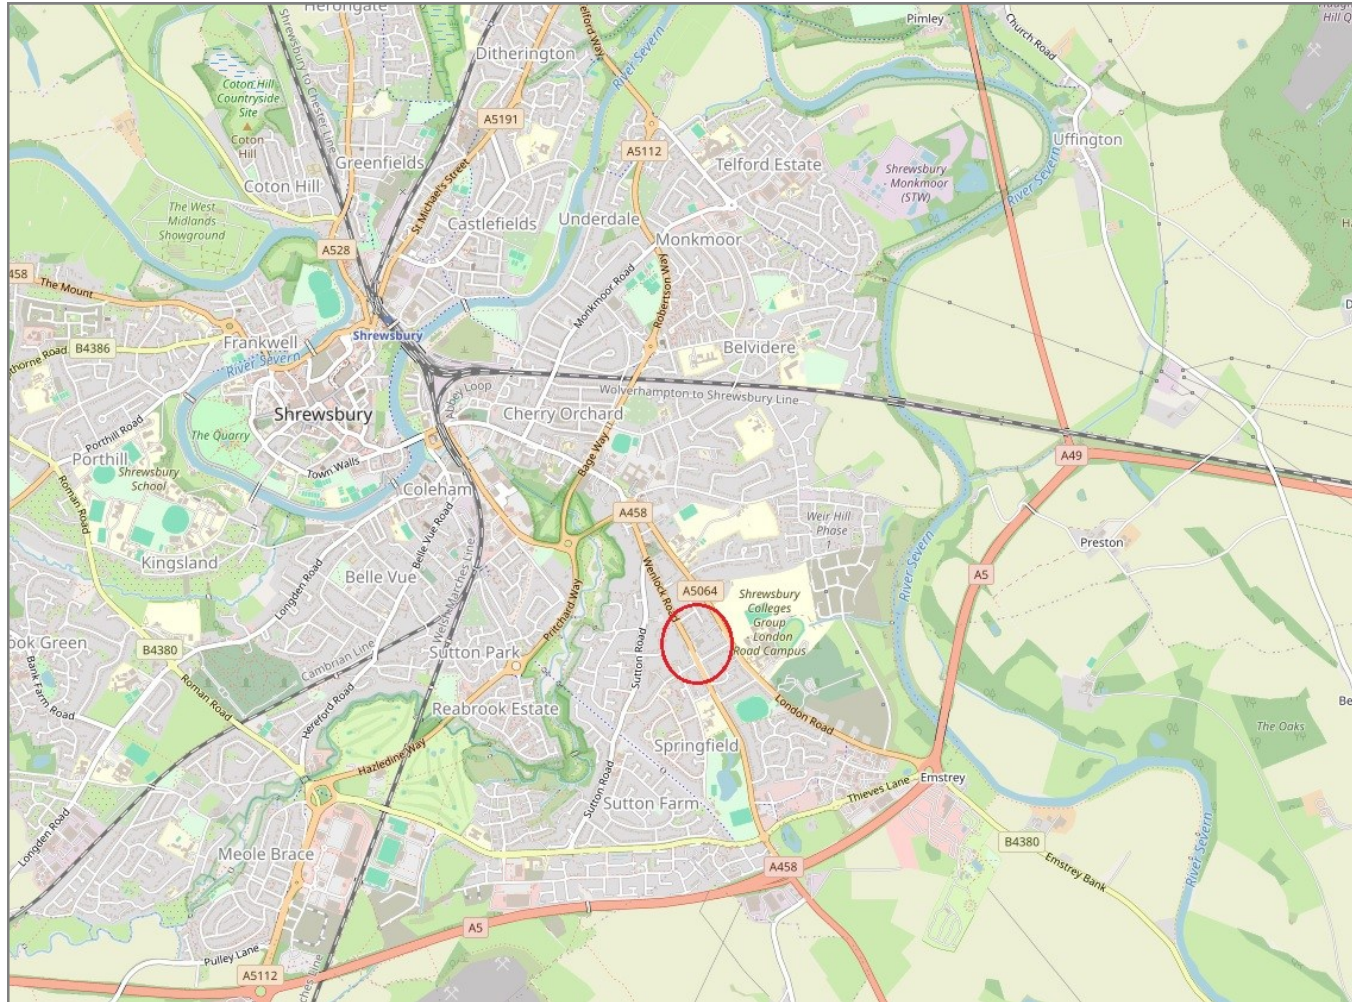 Herongate
Pimley
Church Road
Hill Q
Shrewsbury to Chester Line
Telford Way
Ditherington
River Severn
Coton Hill
Countryside
Site
Coton
Hill
A5191
A5112
Uffington
Greenfields
Telford Estate
Shrewsbury
- Monkmoor
(STW)
Coton Hill
St Michael's Street
River Severn
The West
Midlands
Showground
Castlefields
Underdale
Monkmoor
A528
458
The Mount
Monkmoor Road
Robertson Way
Shrewsbury
Frankwell
B4386
thorne Road
River Severn
Belvidere
Abbey Loop
Wolverhampton to Shrewsbury Line
Shrewsbury
Cherry Orchard
The Quarry
Porthill Road
Porthill
Shrewsbury
School
Town Walls
Bage Way
A49
Roman Road
Coleham
A458
Weir Hill
Phase
1
Preston
Kingsland
Belle Vue Road
River Severn
Longden Road
Belle Vue
Welsh Marches Line
Wenlock Road
A5
A5064
Shrewsbury
Colleges
Group
London
Road Campus
Pritchard Way
ook Green
B4380
Cambrian Line
Sutton Park
Sutton Road
Bank Farm Road
Roman Road
Hereford Road
Reabrook Estate
London Road
Be
The Oaks
Hazledine Way
Springfield
Emstrey
Thieves Lane
Sutton Road
Sutton Farm
Longden Road
Meole Brace
B4380
River Severn
A458
Emstrey Bank
A5
Pulley Lane
A5112
ches Line